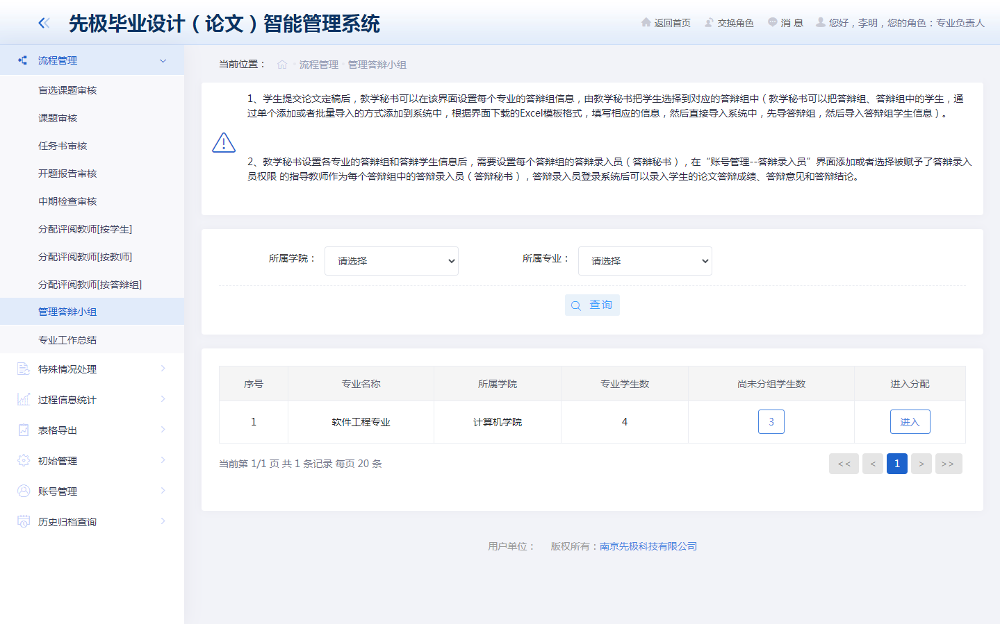 先极毕业设计（论文）智能管理系统
返回首页 交换角色 消 息 您好，李明，您的角色：专业负责人
流程管理
盲选课题审核
课题审核
任务书审核
开题报告审核
中期检查审核
分配评阅教师[按学生]
分配评阅教师[按教师]
分配评阅教师[按答辩组]
管理答辩小组
专业工作总结
特殊情况处理
过程信息统计
表格导出
初始管理
账号管理
历史归档查询
当前位置： 流程管理 管理答辩小组
1、学生提交论文定稿后，教学秘书可以在该界面设置每个专业的答辩组信息，由教学秘书把学生选择到对应的答辩组中（教学秘书可以把答辩组、答辩组中的学生，通
过单个添加或者批量导入的方式添加到系统中，根据界面下载的Excel模板格式，填写相应的信息，然后直接导入系统中，先导答辩组，然后导入答辩组学生信息）。
2、教学秘书设置各专业的答辩组和答辩学生信息后，需要设置每个答辩组的答辩录入员（答辩秘书），在“账号管理--答辩录入员”界面添加或者选择被赋予了答辩录入
员权限 的指导教师作为每个答辩组中的答辩录入员（答辩秘书），答辩录入员登录系统后可以录入学生的论文答辩成绩、答辩意见和答辩结论。
所属学院： 请选择 所属专业： 请选择
查询
序号 专业名称 所属学院 专业学生数 尚未分组学生数 进入分配
1 软件工程专业 计算机学院 4 3 进入
当前第 1/1 页 共 1 条记录 每页 20 条 << < 1 > >>
用户单位： 版权所有：南京先极科技有限公司